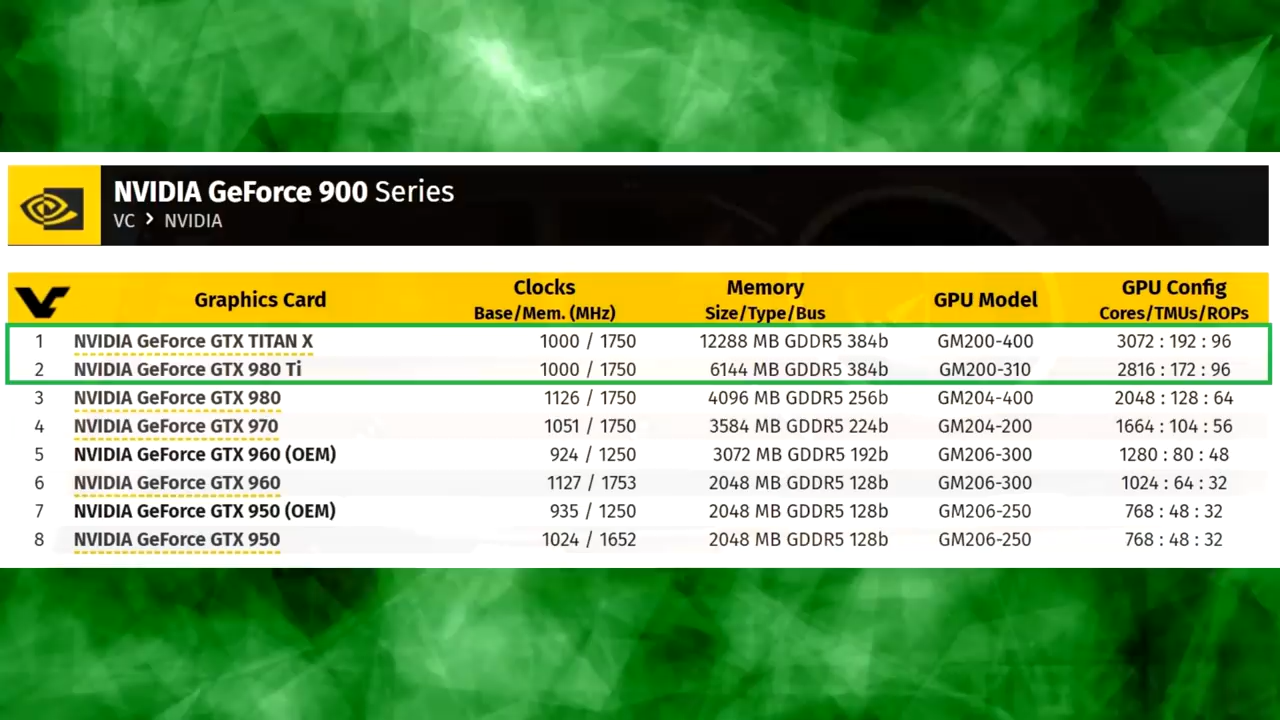 NVIDIA GeForce 900 Series
VC > NVIDIA
Graphics Card Clocks Base/Mem. (MHz) Memory Size/Type/Bus GPU Model GPU Config Cores/TMUs/ROPs
1 NVIDIA GeForce GTX TITAN X 1000 / 1750 12288 MB GDDR5 384b GM200-400 3072 : 192 : 96
2 NVIDIA GeForce GTX 980 Ti 1000 / 1750 6144 MB GDDR5 384b GM200-310 2816 : 172 : 96
3 NVIDIA GeForce GTX 980 1126 / 1750 4096 MB GDDR5 256b GM204-400 2048 : 128 : 64
4 NVIDIA GeForce GTX 970 1051 / 1750 3584 MB GDDR5 224b GM204-200 1664 : 104 : 56
5 NVIDIA GeForce GTX 960 (OEM) 924 / 1250 3072 MB GDDR5 192b GM206-300 1280 : 80 : 48
6 NVIDIA GeForce GTX 960 1127 / 1753 2048 MB GDDR5 128b GM206-300 1024 : 64 : 32
7 NVIDIA GeForce GTX 950 (OEM) 935 / 1250 2048 MB GDDR5 128b GM206-250 768 : 48 : 32
8 NVIDIA GeForce GTX 950 1024 / 1652 2048 MB GDDR5 128b GM206-250 768 : 48 : 32